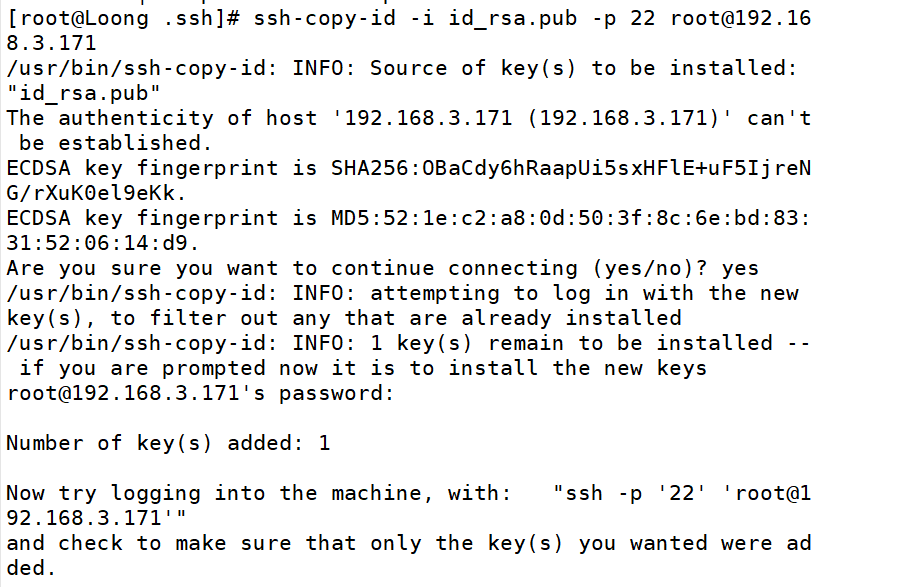 [root@Loong .ssh]# ssh-copy-id -i id_rsa.pub -p 22 root@192.16
8.3.171
/usr/bin/ssh-copy-id: INFO: Source of key(s) to be installed:
"id_rsa.pub"
The authenticity of host '192.168.3.171 (192.168.3.171)' can't
 be established.
ECDSA key fingerprint is SHA256:OBaCdy6hRaapUi5sxHFlE+uF5IjreN
G/rXuK0el9eKk.
ECDSA key fingerprint is MD5:52:1e:c2:a8:0d:50:3f:8c:6e:bd:83:
31:52:06:14:d9.
Are you sure you want to continue connecting (yes/no)? yes
/usr/bin/ssh-copy-id: INFO: attempting to log in with the new
key(s), to filter out any that are already installed
/usr/bin/ssh-copy-id: INFO: 1 key(s) remain to be installed --
 if you are prompted now it is to install the new keys
root@192.168.3.171's password:
Number of key(s) added: 1
Now try logging into the machine, with:   "ssh -p '22' 'root@1
92.168.3.171'"
and check to make sure that only the key(s) you wanted were ad
ded.